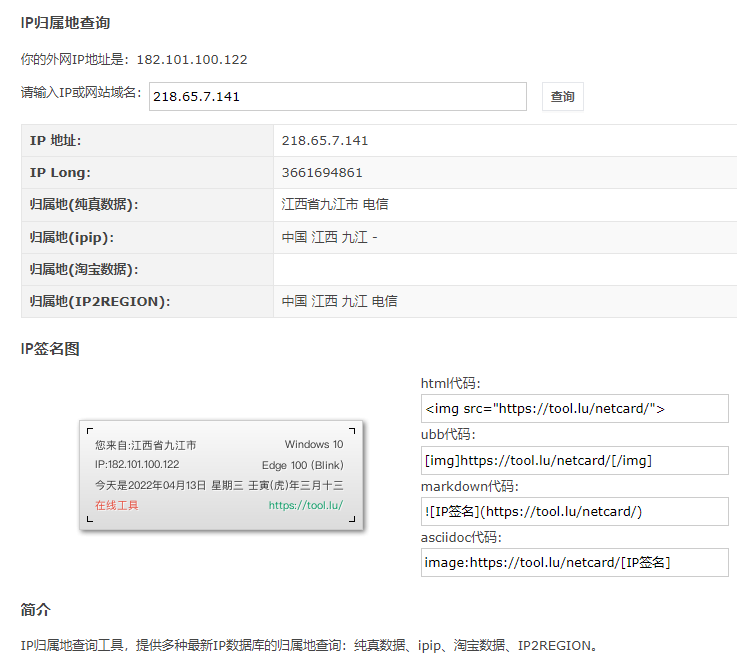 IP归属地查询
你的外网IP地址是：182.101.100.122
请输入IP或网站域名： 218.65.7.141 查询
IP 地址: 218.65.7.141
IP Long: 3661694861
归属地(纯真数据): 江西省九江市 电信
归属地(ipip): 中国 江西 九江 -
归属地(淘宝数据):
归属地(IP2REGION): 中国 江西 九江 电信
IP签名图
html代码:
<img src="https://tool.lu/netcard/">
ubb代码:
[img]https://tool.lu/netcard/[/img]
markdown代码:
![IP签名](https://tool.lu/netcard/)
asciidoc代码:
image:https://tool.lu/netcard/[IP签名]
您来自:江西省九江市 Windows 10
IP:182.101.100.122 Edge 100 (Blink)
今天是2022年04月13日 星期三 壬寅(虎)年三月十三
在线工具 https://tool.lu/
简介
IP归属地查询工具，提供多种最新IP数据库的归属地查询：纯真数据、ipip、淘宝数据、IP2REGION。